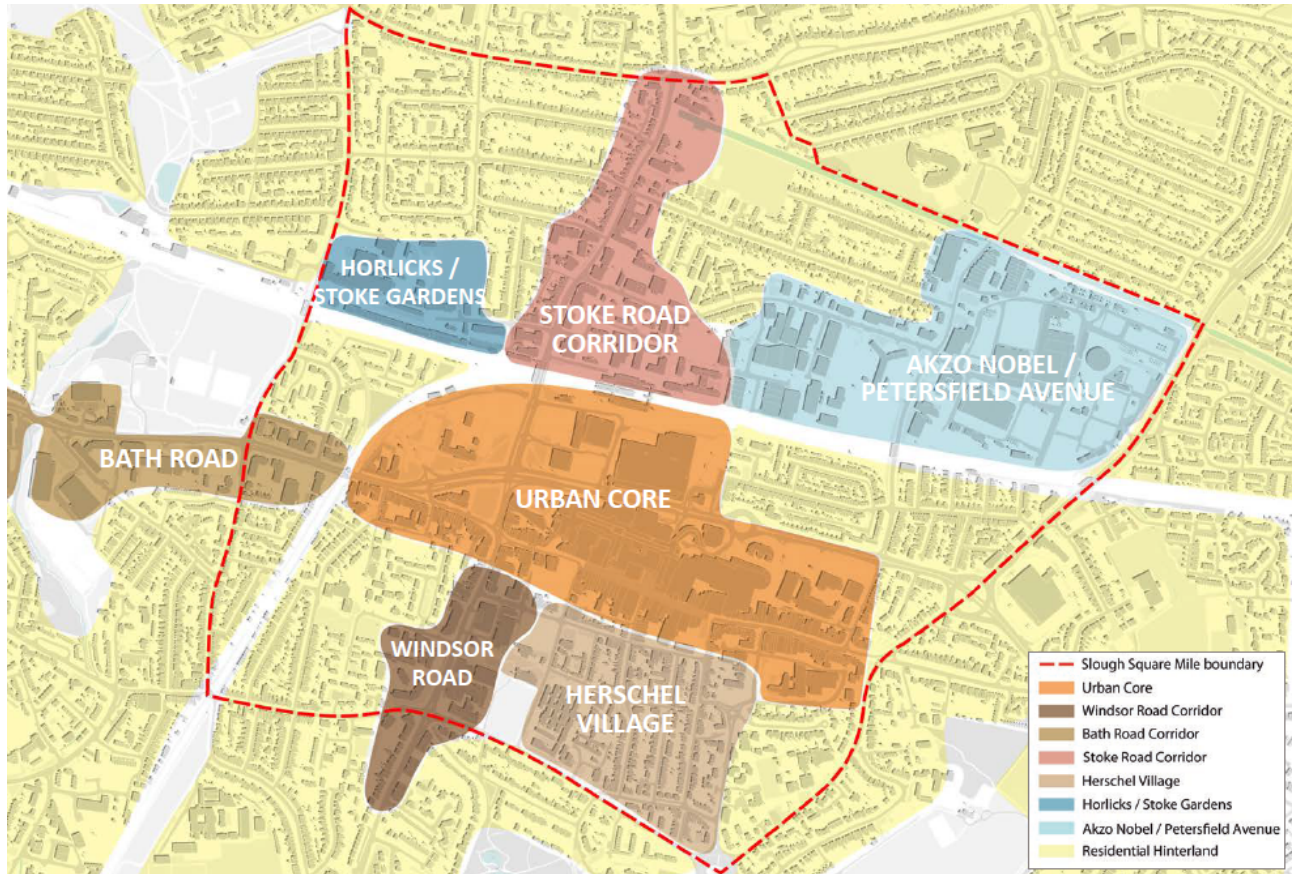 HORLICKS /
STOKE GARDENS
STOKE ROAD
CORRIDOR
AKZO NOBEL /
PETERSFIELD AVENUE
BATH ROAD
URBAN CORE
WINDSOR
ROAD
HERSCHEL
VILLAGE
Slough Square Mile boundary
Urban Core
Windsor Road Corridor
Bath Road Corridor
Stoke Road Corridor
Herschel Village
Horlicks / Stoke Gardens
Akzo Nobel / Petersfield Avenue
Residential Hinterland